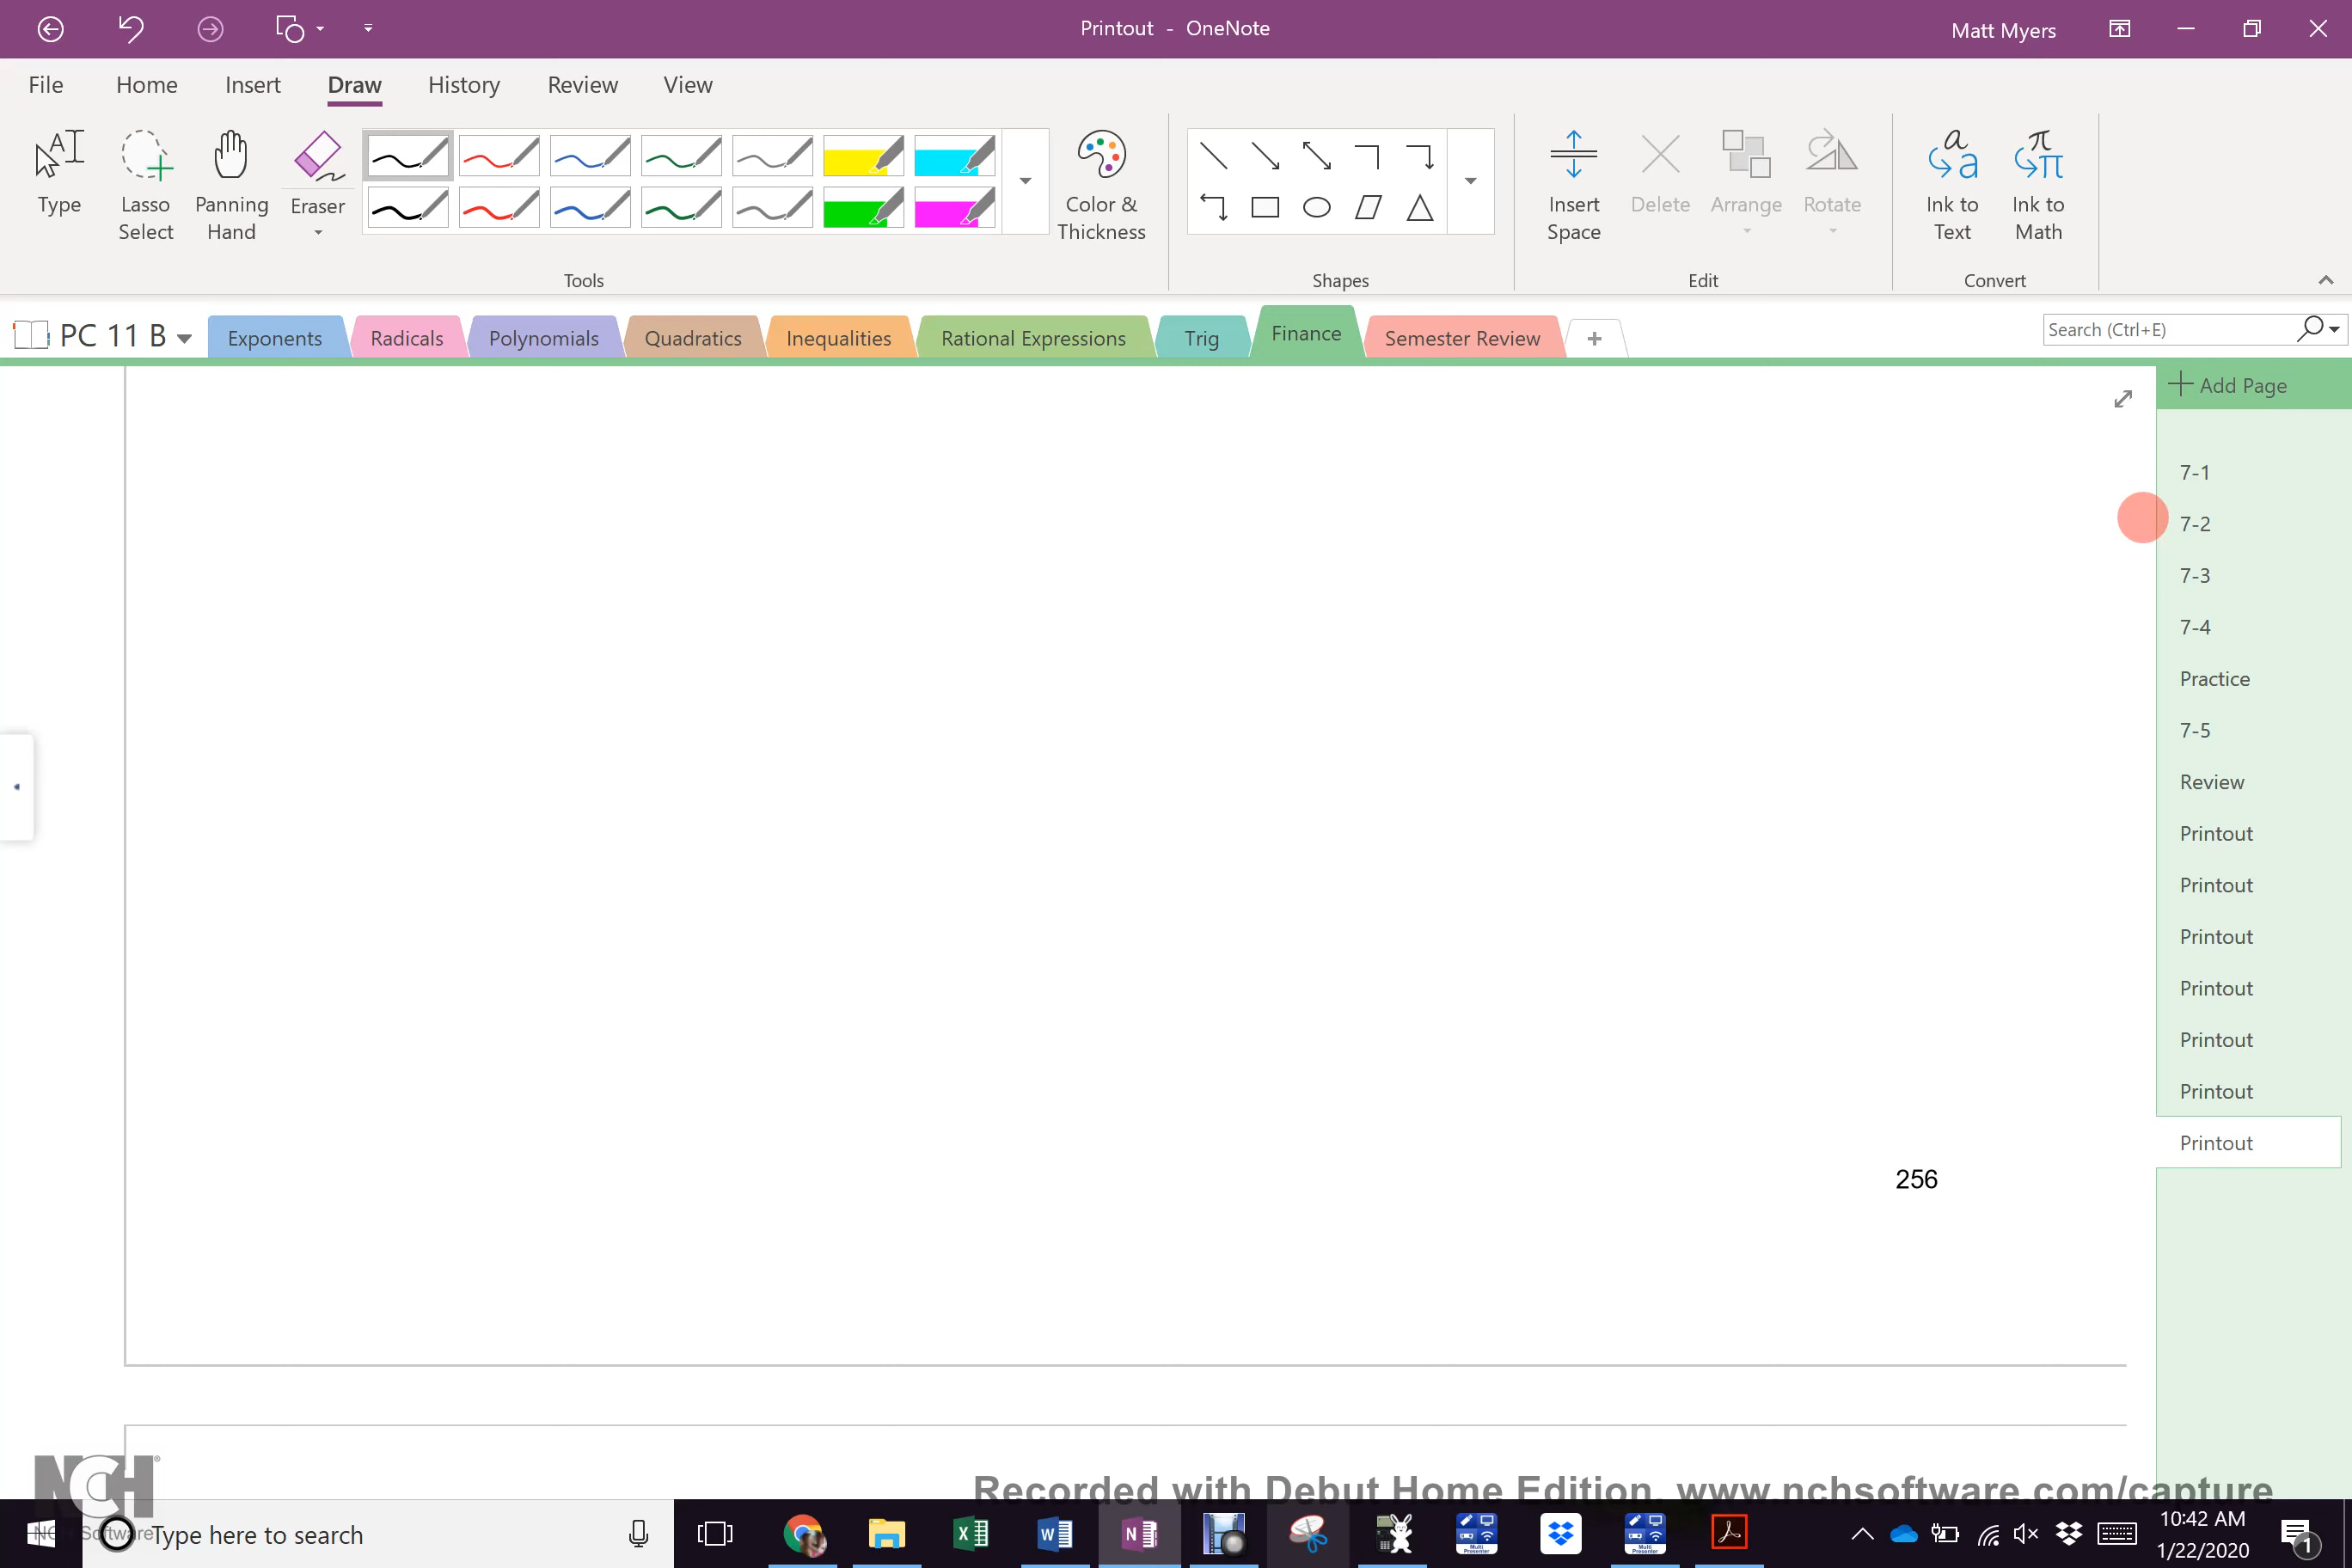 Printout - OneNote
Matt Myers
File Home Insert Draw History Review View
Type
Lasso Select
Panning Hand
Eraser
Color & Thickness
Insert Space
Delete
Arrange
Rotate
Ink to Text
Ink to Math
Tools
Shapes
Edit
Convert
PC 11 B
Exponents
Radicals
Polynomials
Quadratics
Inequalities
Rational Expressions
Trig
Finance
Semester Review
Search (Ctrl+E)
Add Page
7-1
7-2
7-3
7-4
Practice
7-5
Review
Printout
Printout
Printout
Printout
Printout
Printout
Printout
256
NCH
Recorded with Debut Home Edition. www.nchsoftware.com/capture
NCH Software
Type here to search
10:42 AM
1/22/2020
1